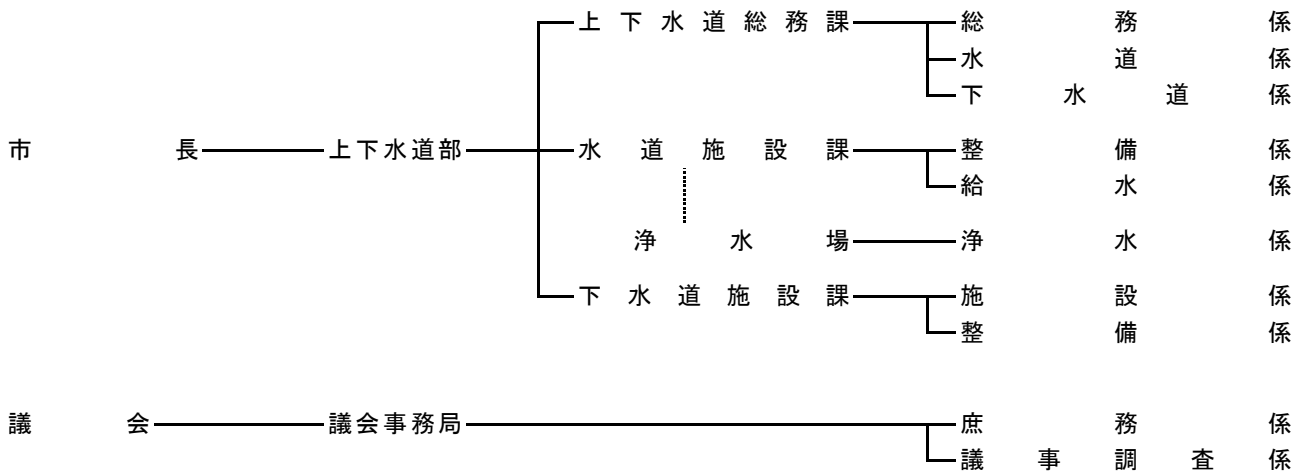 上下水道総務課 総務係
水道係
下水道係
市長 上下水道部 水道施設課 整備係
給水係
浄水場 浄水係
下水道施設課 施設係
整備係
議会 議会事務局 庶務係
議事調査係